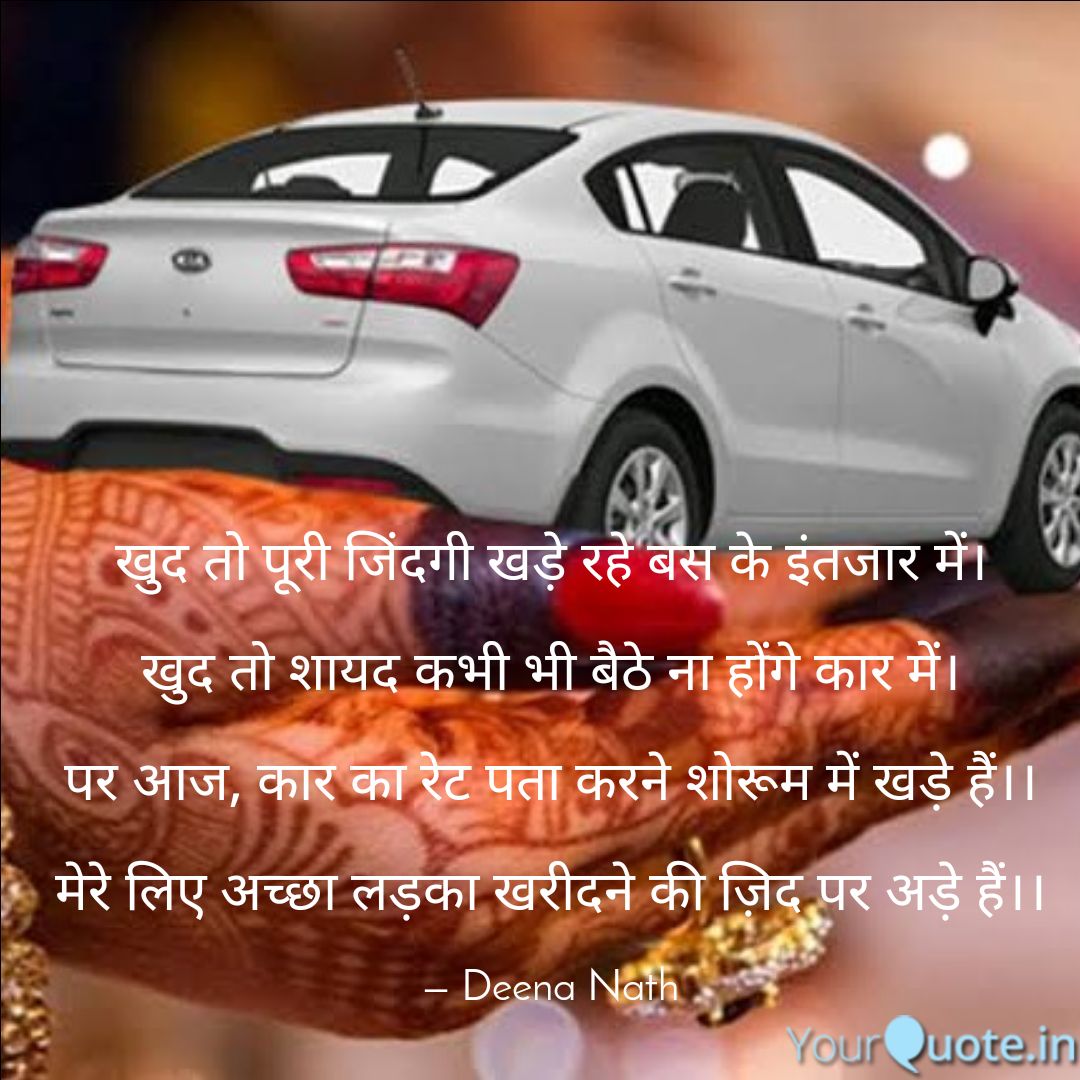 KIA
खुद तो पूरी जिंदगी खड़े रहे बस के इंतजार में।
खुद तो शायद कभी भी बैठे ना होंगे कार में।
पर आज, कार का रेट पता करने शोरूम में खड़े हैं।।
मेरे लिए अच्छा लड़का खरीदने की ज़िद पर अड़े हैं।।
– Deena Nath
YourQuote.in